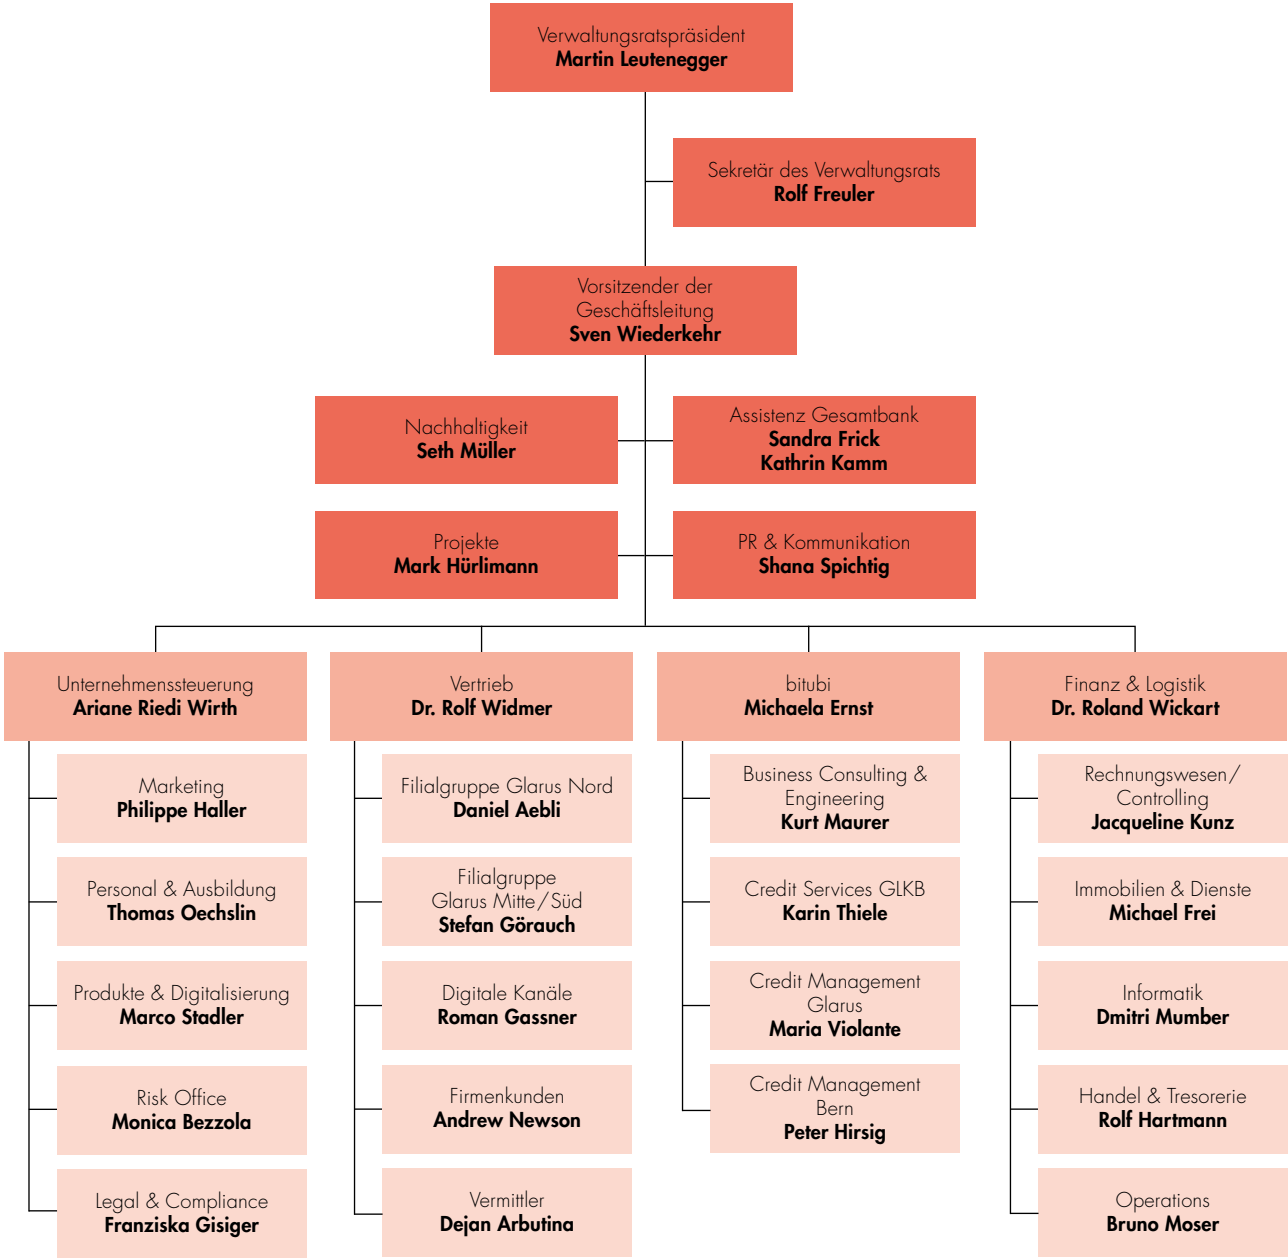 Verwaltungsratspräsident
Martin Leutenegger
Sekretär des Verwaltungsrats
Rolf Freuler
Vorsitzender der
Geschäftsleitung
Sven Wiederkehr
Nachhaltigkeit
Seth Müller
Assistenz Gesamtbank
Sandra Frick
Kathrin Kamm
Projekte
Mark Hürlimann
PR & Kommunikation
Shana Spichtig
Unternehmenssteuerung
Ariane Riedi Wirth
Marketing
Philippe Haller
Personal & Ausbildung
Thomas Oechslin
Produkte & Digitalisierung
Marco Stadler
Risk Office
Monica Bezzola
Legal & Compliance
Franziska Gisiger
Vertrieb
Dr. Rolf Widmer
Filialgruppe Glarus Nord
Daniel Aebli
Filialgruppe
Glarus Mitte/Süd
Stefan Görauch
Digitale Kanäle
Roman Gassner
Firmenkunden
Andrew Newson
Vermittler
Dejan Arbutina
bitubi
Michaela Ernst
Business Consulting &
Engineering
Kurt Maurer
Credit Services GLKB
Karin Thiele
Credit Management
Glarus
Maria Violante
Credit Management
Bern
Peter Hirsig
Finanz & Logistik
Dr. Roland Wickart
Rechnungswesen/
Controlling
Jacqueline Kunz
Immobilien & Dienste
Michael Frei
Informatik
Dmitri Mumber
Handel & Tresorerie
Rolf Hartmann
Operations
Bruno Moser